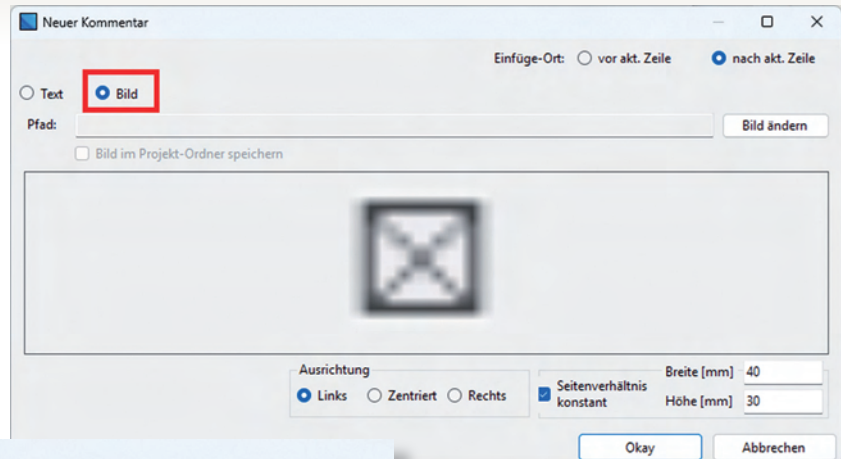 Neuer Kommentar
Einfüge-Ort: vor akt. Zeile nach akt. Zeile
Text Bild
Pfad: Bild ändern
Bild im Projekt-Ordner speichern
Ausrichtung
Links Zentriert Rechts
Seitenverhältnis konstant
Breite [mm] 40
Höhe [mm] 30
Okay Abbrechen